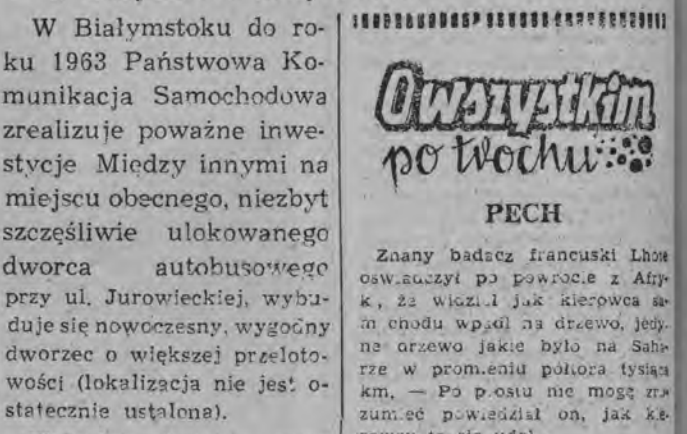 W Białymstoku do ro-
ku 1963 Państwowa Ko-
munikacja Samochodowa
zrealizuje poważne inwe-
stycje Między innymi na
miejscu obecnego, niezbyt
szczęśliwie ulokowanego
dworca autobusowego
przy ul. Jurowieckiej, wybu-
duje się nowoczesny, wygodny
dworzec o większej przeloto-
wości (lokalizacja nie jest o-
statecznie ustalona).
O wszystkim
po trochu
PECH
Znany badacz francuski Lhote
oświadczył po powrocie z Afry-
k, że widział jak kierowca sa-
m chodu wpadł na drzewo, jedy-
ne drzewo jakie było na Saha-
rze w promieniu półtora tysiąca
km. — Po prostu nie mogę zro-
zumieć powiedział on, jak kie-